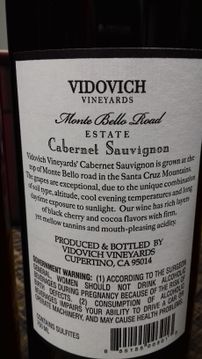 VIDOVICH
VINEYARDS
Monte Bello Road
ESTATE
Cabernet Sauvignon
Vidovich Vineyards' Cabernet Sauvignon is grown at the
top of Monte Bello road in the Santa Cruz Mountains.
The grapes are exceptional, due to the unique combination
of soil type, altitude, cool evening temperatures and long
daytime exposure to sunlight. Our wine has rich layers
of black cherry and cocoa flavors with firm,
yet mellow tannins and mouth-pleasing acidity.
PRODUCED & BOTTLED BY
VIDOVICH VINEYARDS
CUPERTINO, CA 95014
GOVERNMENT WARNING: (1) ACCORDING TO THE SURGEON
GENERAL, WOMEN SHOULD NOT DRINK ALCOHOLIC
BEVERAGES DURING PREGNANCY BECAUSE OF THE RISK OF
BIRTH DEFECTS. (2) CONSUMPTION OF ALCOHOLIC
BEVERAGES IMPAIRS YOUR ABILITY TO DRIVE A CAR OR
OPERATE MACHINERY, AND MAY CAUSE HEALTH PROBLEMS.
CONTAINS SULFITES